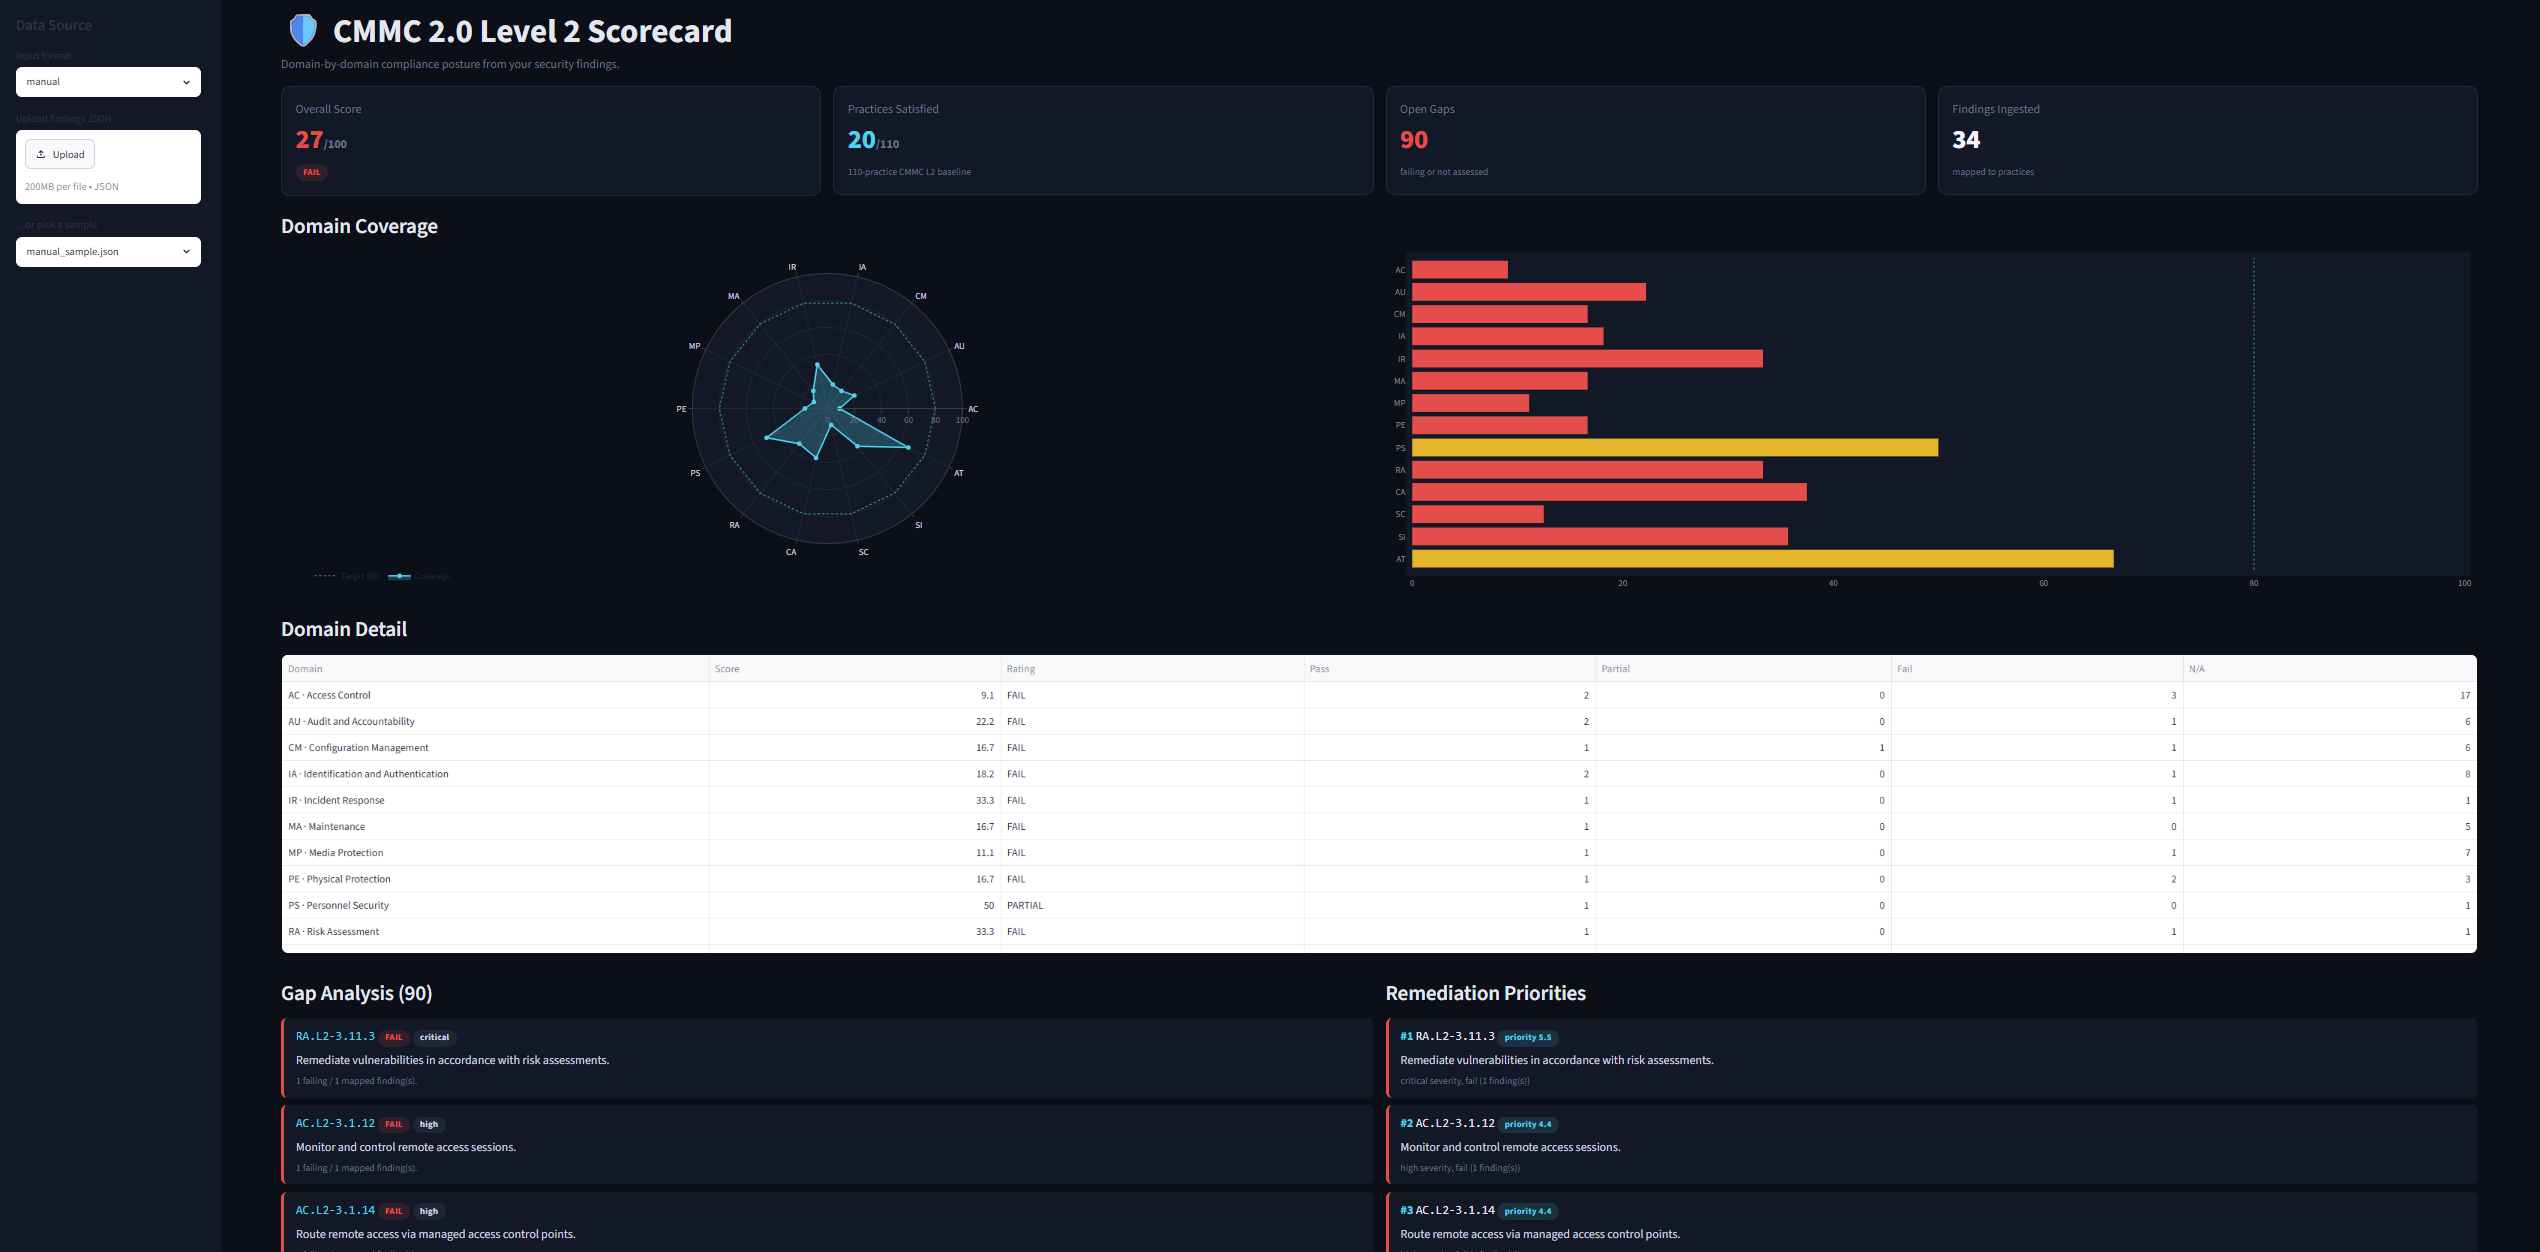 Data Source
Input format
manual
Upload findings JSON
Upload
200MB per file • JSON
...or pick a sample
manual_sample.json
CMMC 2.0 Level 2 Scorecard
Domain-by-domain compliance posture from your security findings.
Overall Score
27/100
FAIL
Practices Satisfied
20/110
110-practice CMMC L2 baseline
Open Gaps
90
failing or not assessed
Findings Ingested
34
mapped to practices
Domain Coverage
IR IA
MA CM
MP AU
PE AC
0 20 40 60 80 100
PS AT
RA SI
CA SC
Target (80) Coverage
AC
AU
CM
IA
IR
MA
MP
PE
PS
RA
CA
SC
SI
AT
0 20 40 60 80 100
Domain Detail
Domain Score Rating Pass Partial Fail N/A
AC · Access Control 9.1 FAIL 2 0 3 17
AU · Audit and Accountability 22.2 FAIL 2 0 1 6
CM · Configuration Management 16.7 FAIL 1 1 1 6
IA · Identification and Authentication 18.2 FAIL 2 0 1 8
IR · Incident Response 33.3 FAIL 1 0 1 1
MA · Maintenance 16.7 FAIL 1 0 0 5
MP · Media Protection 11.1 FAIL 1 0 1 7
PE · Physical Protection 16.7 FAIL 1 0 2 3
PS · Personnel Security 50 PARTIAL 1 0 0 1
RA · Risk Assessment 33.3 FAIL 1 0 1 1
Gap Analysis (90)
RA.L2-3.11.3 FAIL critical
Remediate vulnerabilities in accordance with risk assessments.
1 failing / 1 mapped finding(s).
AC.L2-3.1.12 FAIL high
Monitor and control remote access sessions.
1 failing / 1 mapped finding(s).
AC.L2-3.1.14 FAIL high
Route remote access via managed access control points.
Remediation Priorities
#1 RA.L2-3.11.3 priority 5.5
Remediate vulnerabilities in accordance with risk assessments.
critical severity, fail (1 finding(s))
#2 AC.L2-3.1.12 priority 4.4
Monitor and control remote access sessions.
high severity, fail (1 finding(s))
#3 AC.L2-3.1.14 priority 4.4
Route remote access via managed access control points.